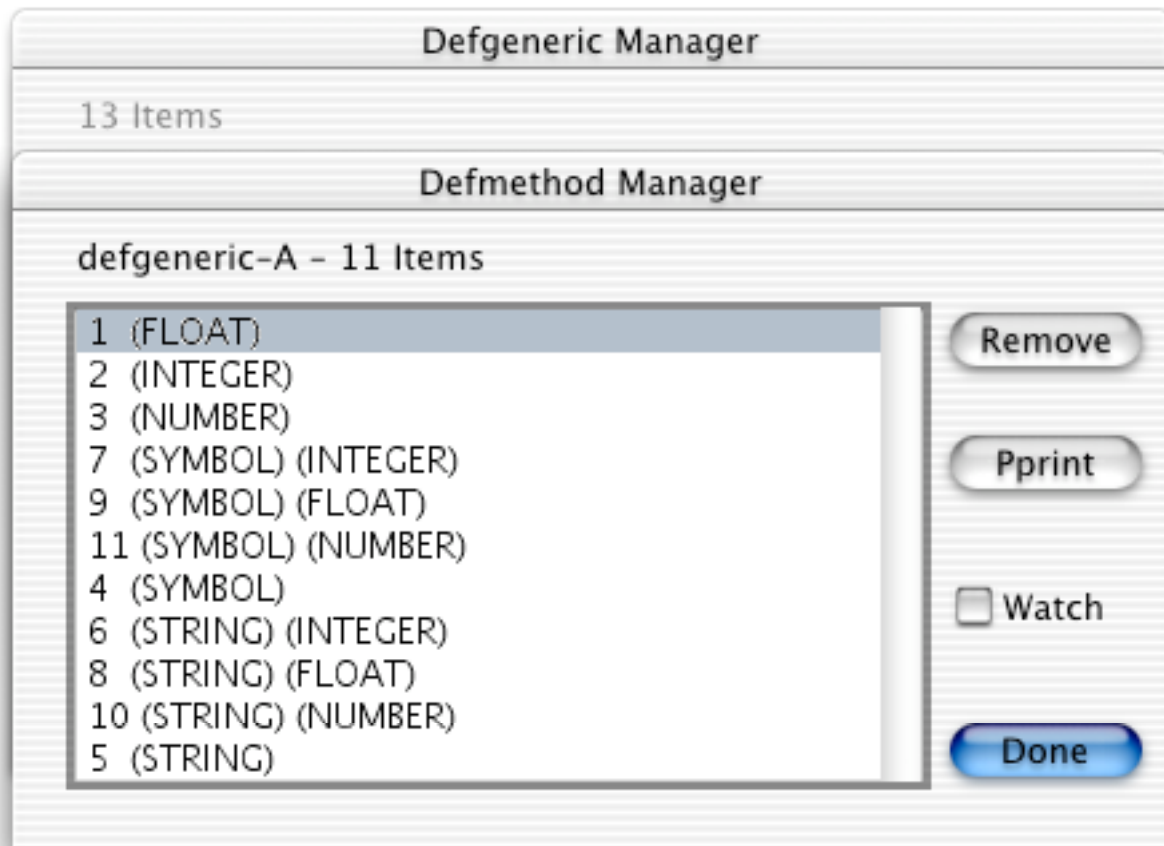 Defgeneric Manager
13 Items
Defmethod Manager
defgeneric-A – 11 Items
1 (FLOAT)
2 (INTEGER)
3 (NUMBER)
7 (SYMBOL) (INTEGER)
9 (SYMBOL) (FLOAT)
11 (SYMBOL) (NUMBER)
4 (SYMBOL)
6 (STRING) (INTEGER)
8 (STRING) (FLOAT)
10 (STRING) (NUMBER)
5 (STRING)
Remove
Pprint
Watch
Done